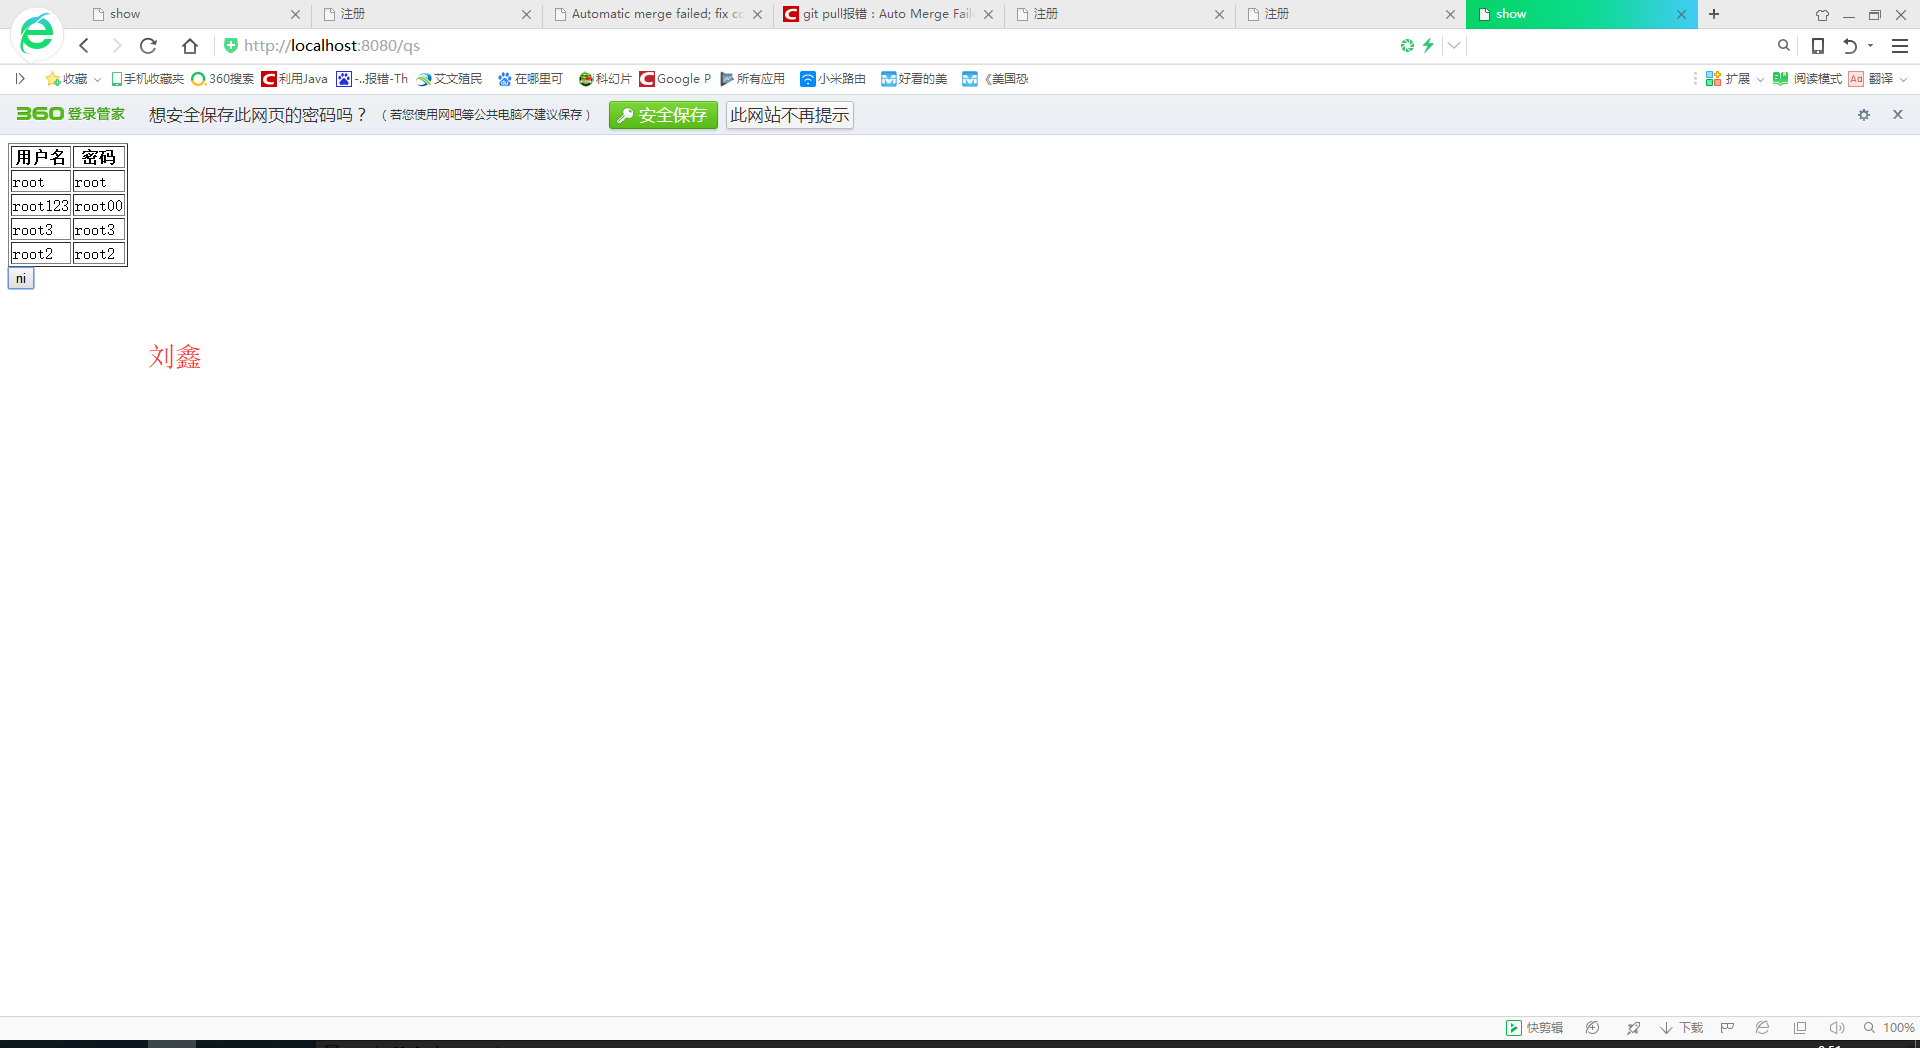 show 注册 Automatic merge failed; fix cc git pull报错：Auto Merge Fail 注册 注册 show
http://localhost:8080/qs
收藏 手机收藏夹 360搜索 利用Java -..报错-Th 艾文殖民 在哪里可 科幻片 Google P 所有应用 小米路由 好看的美 《美国恐 扩展 阅读模式 Aa 翻译
360 登录管家 想安全保存此网页的密码吗？ （若您使用网吧等公共电脑不建议保存） 安全保存 此网站不再提示
用户名 密码
root root
root123 root00
root3 root3
root2 root2
ni
刘鑫
快剪辑 下载 100%